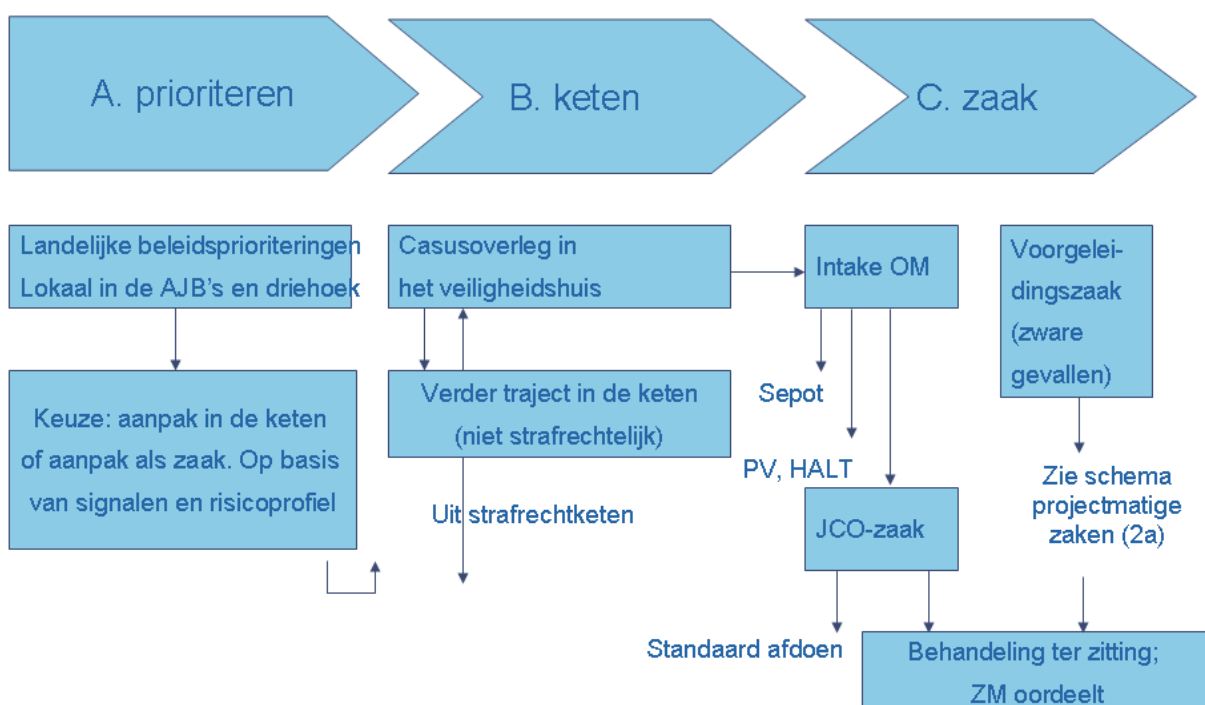 A. prioriteren
B. keten
C. zaak
Landelijke beleidsprioriteringen
Lokaal in de AJB's en driehoek
Keuze: aanpak in de keten
of aanpak als zaak. Op basis
van signalen en risicoprofiel
Casusoverleg in
het veiligheidshuis
Verder traject in de keten
(niet strafrechtelijk)
Uit strafrechtketen
Intake OM
Sepot
PV, HALT
JCO-zaak
Standaard afdoen
Voorgelei-
dingszaak
(zware
gevallen)
Zie schema
projectmatige
zaken (2a)
Behandeling ter zitting;
ZM oordeelt